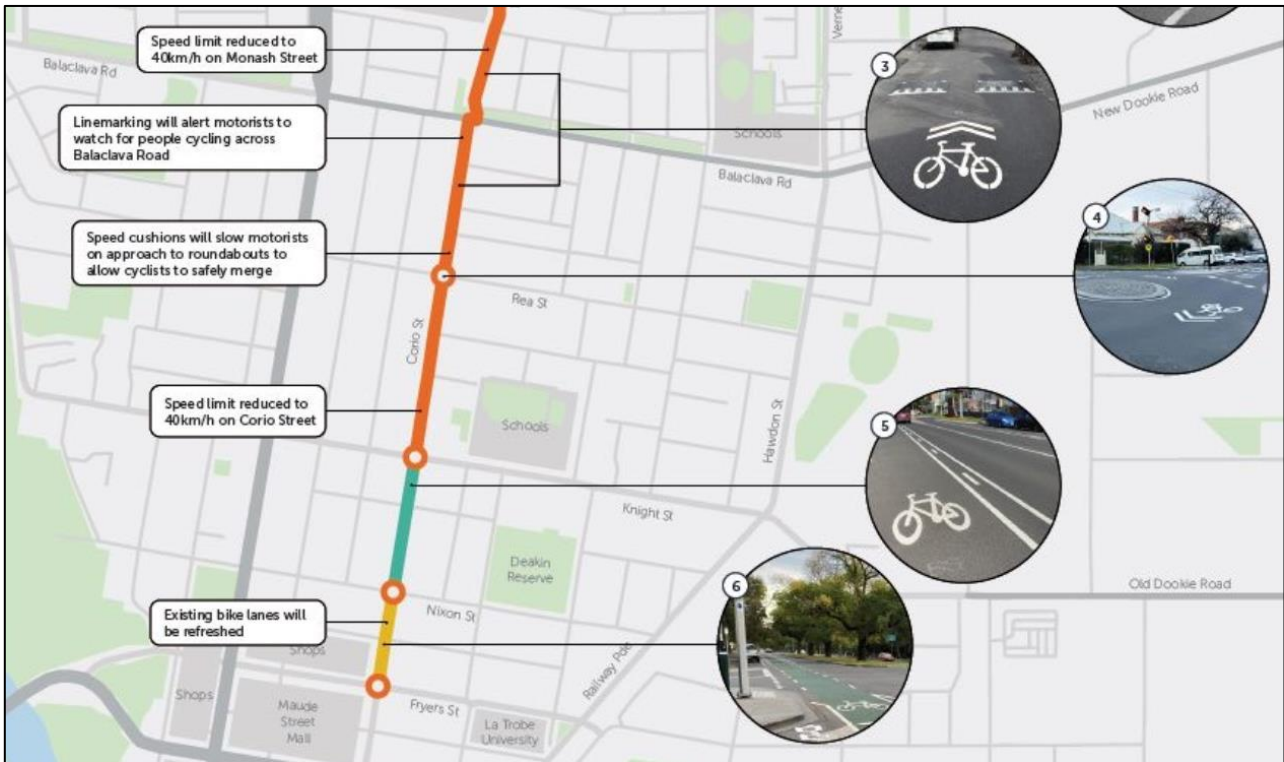 Speed limit reduced to
40km/h on Monash Street
Balaclava Rd
Linemarking will alert motorists to
watch for people cycling across
Balaclava Road
3
New Dookie Road
Schools
Balaclava Rd
4
Speed cushions will slow motorists
on approach to roundabouts to
allow cyclists to safely merge
Rea St
Corio St
Speed limit reduced to
40km/h on Corio Street
Schools
Hawdon St
5
Knight St
Deakin
Reserve
6
Old Dookie Road
Existing bike lanes will
be refreshed
Nixon St
Shops
Railway Pde
Shops
Maude
Street
Mall
Fryers St
La Trobe
University